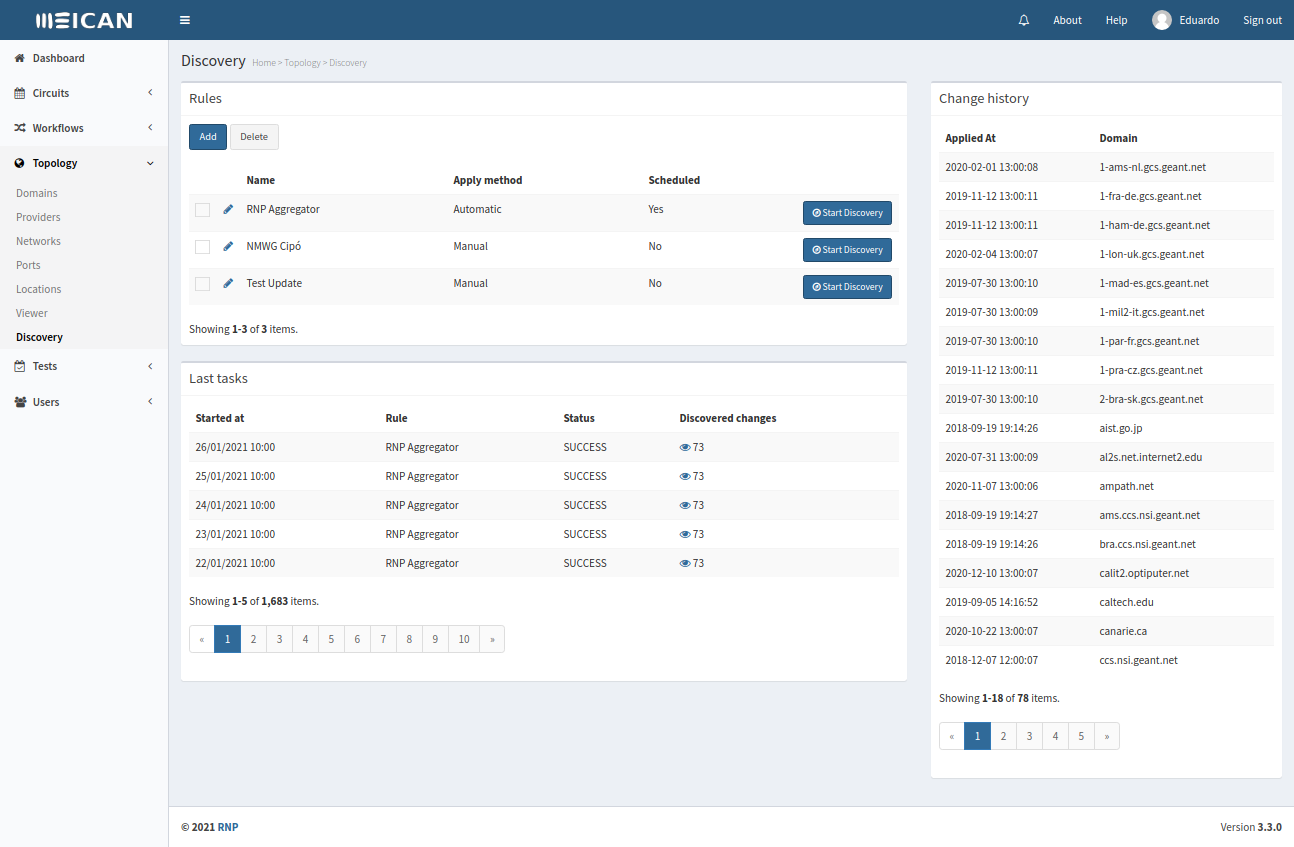 MEICAN
About Help Eduardo Sign out
Dashboard
Circuits
Workflows
Topology
Domains
Providers
Networks
Ports
Locations
Viewer
Discovery
Tests
Users
Discovery Home > Topology > Discovery
Rules
Add Delete
Name Apply method Scheduled
RNP Aggregator Automatic Yes Start Discovery
NMWG Cipó Manual No Start Discovery
Test Update Manual No Start Discovery
Showing 1-3 of 3 items.
Last tasks
Started at Rule Status Discovered changes
26/01/2021 10:00 RNP Aggregator SUCCESS 73
25/01/2021 10:00 RNP Aggregator SUCCESS 73
24/01/2021 10:00 RNP Aggregator SUCCESS 73
23/01/2021 10:00 RNP Aggregator SUCCESS 73
22/01/2021 10:00 RNP Aggregator SUCCESS 73
Showing 1-5 of 1,683 items.
« 1 2 3 4 5 6 7 8 9 10 »
Change history
Applied At Domain
2020-02-01 13:00:08 1-ams-nl.gcs.geant.net
2019-11-12 13:00:11 1-fra-de.gcs.geant.net
2019-11-12 13:00:11 1-ham-de.gcs.geant.net
2020-02-04 13:00:07 1-lon-uk.gcs.geant.net
2019-07-30 13:00:10 1-mad-es.gcs.geant.net
2019-07-30 13:00:09 1-mil2-it.gcs.geant.net
2019-07-30 13:00:10 1-par-fr.gcs.geant.net
2019-11-12 13:00:11 1-pra-cz.gcs.geant.net
2019-07-30 13:00:10 2-bra-sk.gcs.geant.net
2018-09-19 19:14:26 aist.go.jp
2020-07-31 13:00:09 al2s.net.internet2.edu
2020-11-07 13:00:06 ampath.net
2018-09-19 19:14:27 ams.ccs.nsi.geant.net
2018-09-19 19:14:26 bra.ccs.nsi.geant.net
2020-12-10 13:00:07 calit2.optiputer.net
2019-09-05 14:16:52 caltech.edu
2020-10-22 13:00:07 canarie.ca
2018-12-07 12:00:07 ccs.nsi.geant.net
Showing 1-18 of 78 items.
« 1 2 3 4 5 »
© 2021 RNP
Version 3.3.0